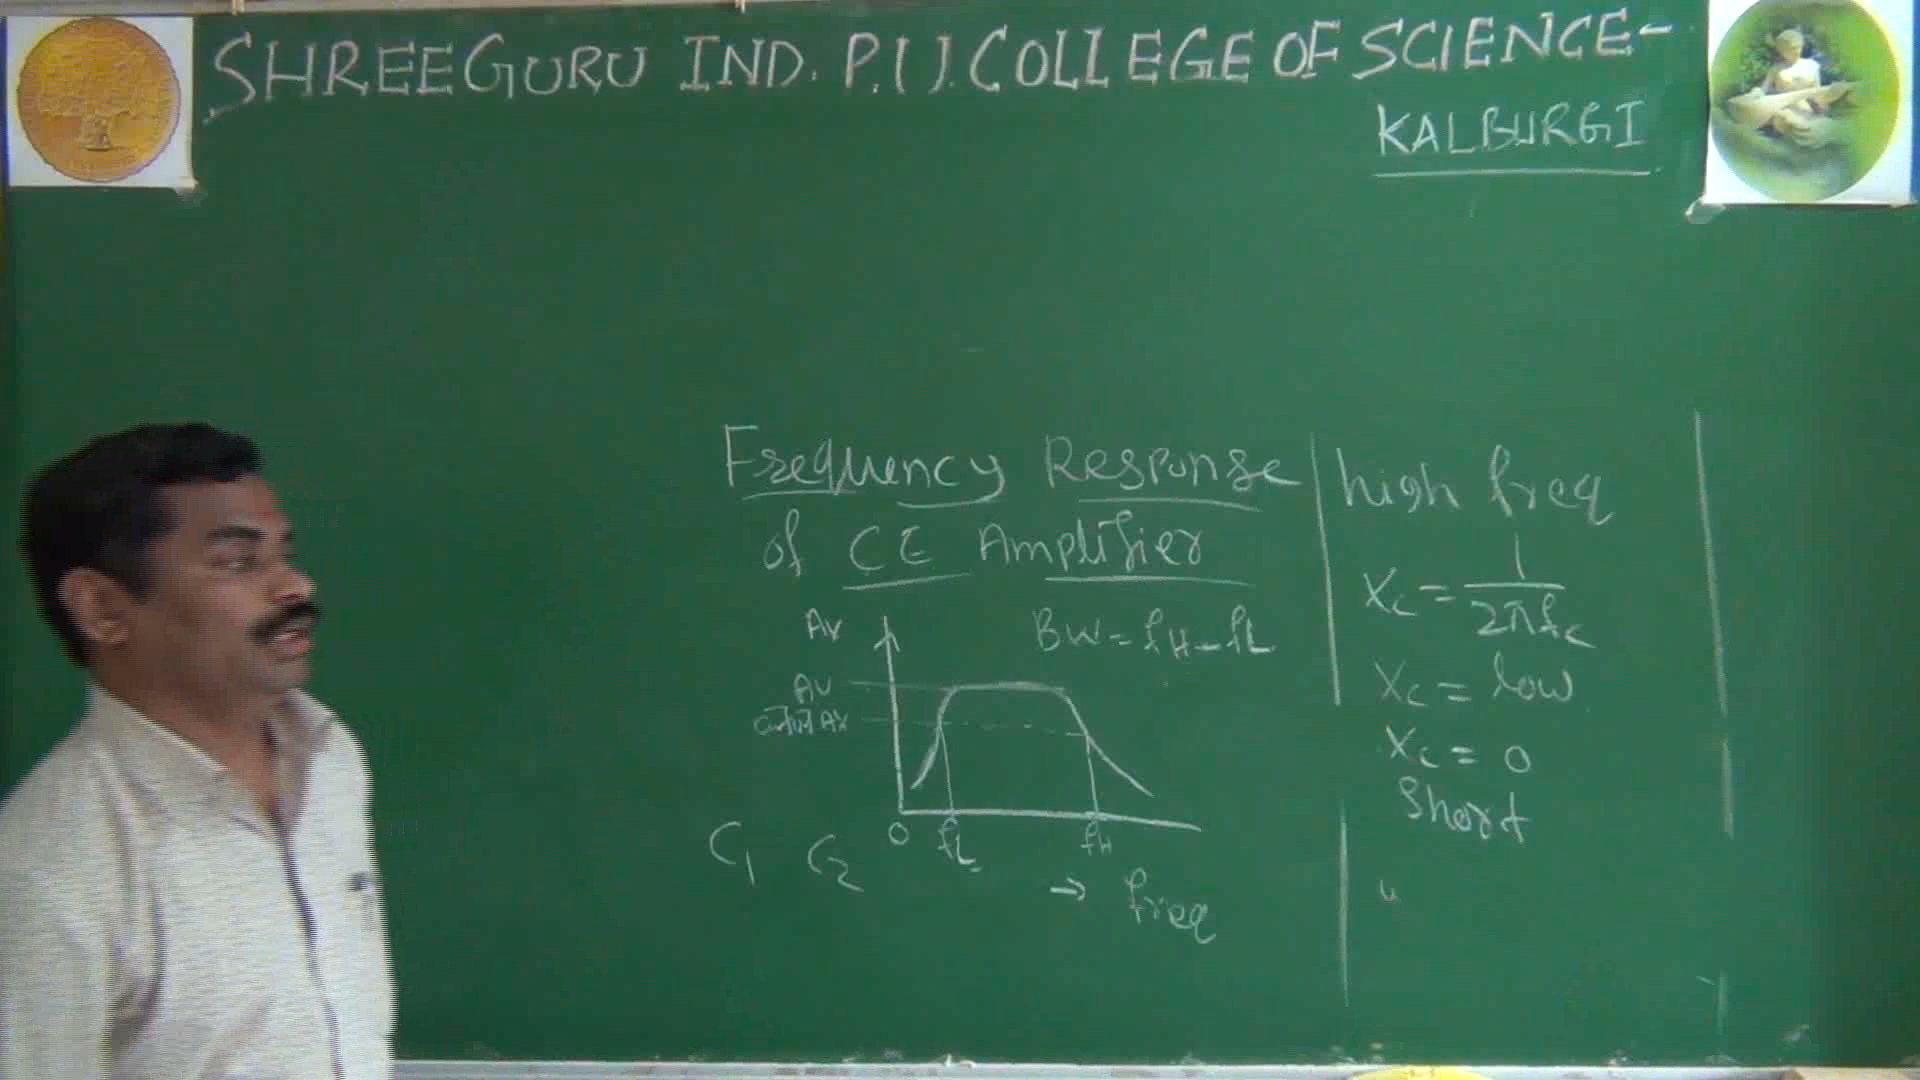 SHREEGURU IND. P.U.COLLEGE OF SCIENCE-
KALBURGI
Frequency Response
of CE Amplifier
Av
BW = fH - fL
Av
0 fL fH
C1 C2
→ freq
high freq
Xc = 1/2πfc
Xc = low
Xc = 0
Short